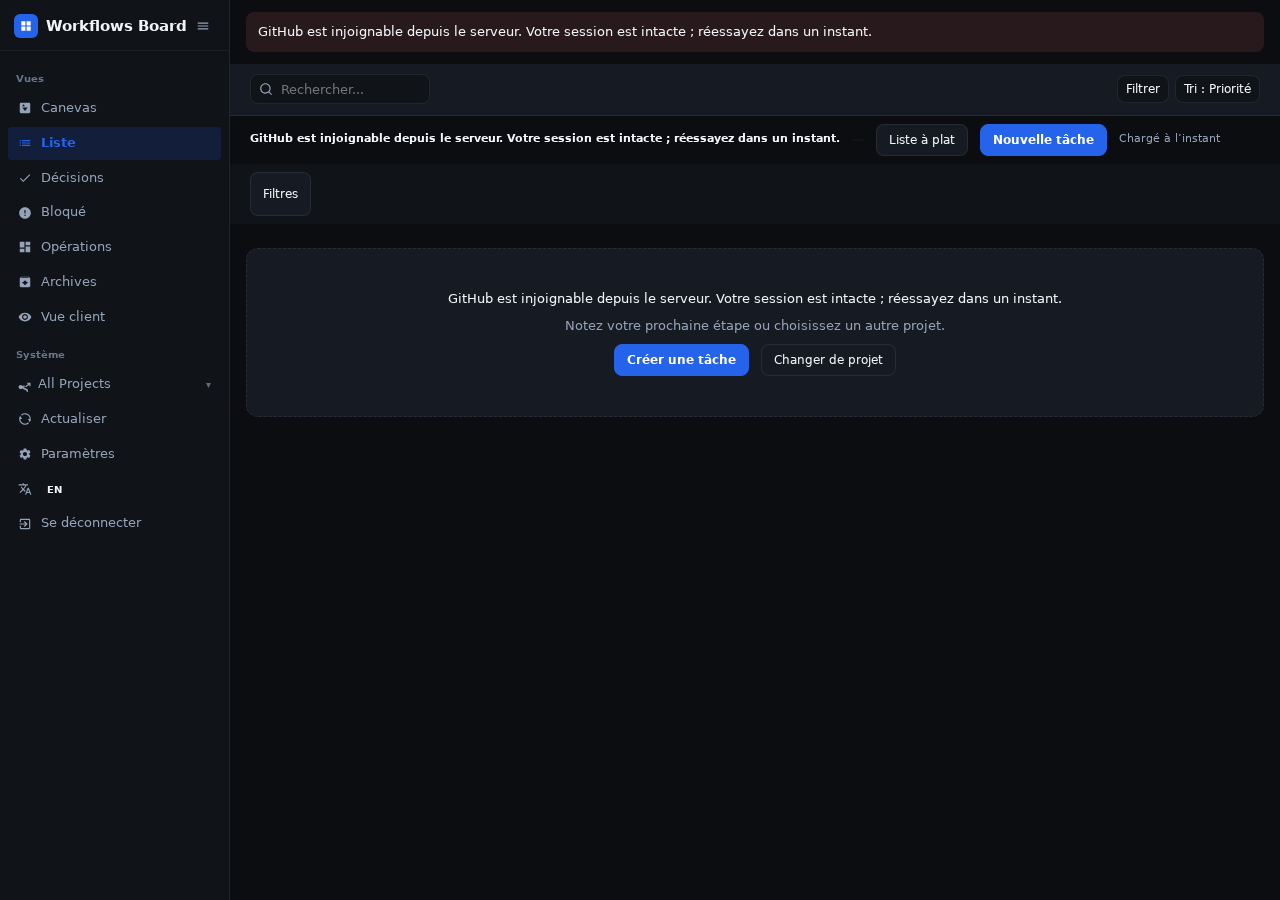 Workflows Board
Vues
Canevas
Liste
Décisions
Bloqué
Opérations
Archives
Vue client
Système
All Projects
Actualiser
Paramètres
EN
Se déconnecter
GitHub est injoignable depuis le serveur. Votre session est intacte ; réessayez dans un instant.
Rechercher...
Filtrer
Tri : Priorité
GitHub est injoignable depuis le serveur. Votre session est intacte ; réessayez dans un instant.
Liste à plat
Nouvelle tâche
Chargé à l’instant
Filtres
GitHub est injoignable depuis le serveur. Votre session est intacte ; réessayez dans un instant.
Notez votre prochaine étape ou choisissez un autre projet.
Créer une tâche
Changer de projet